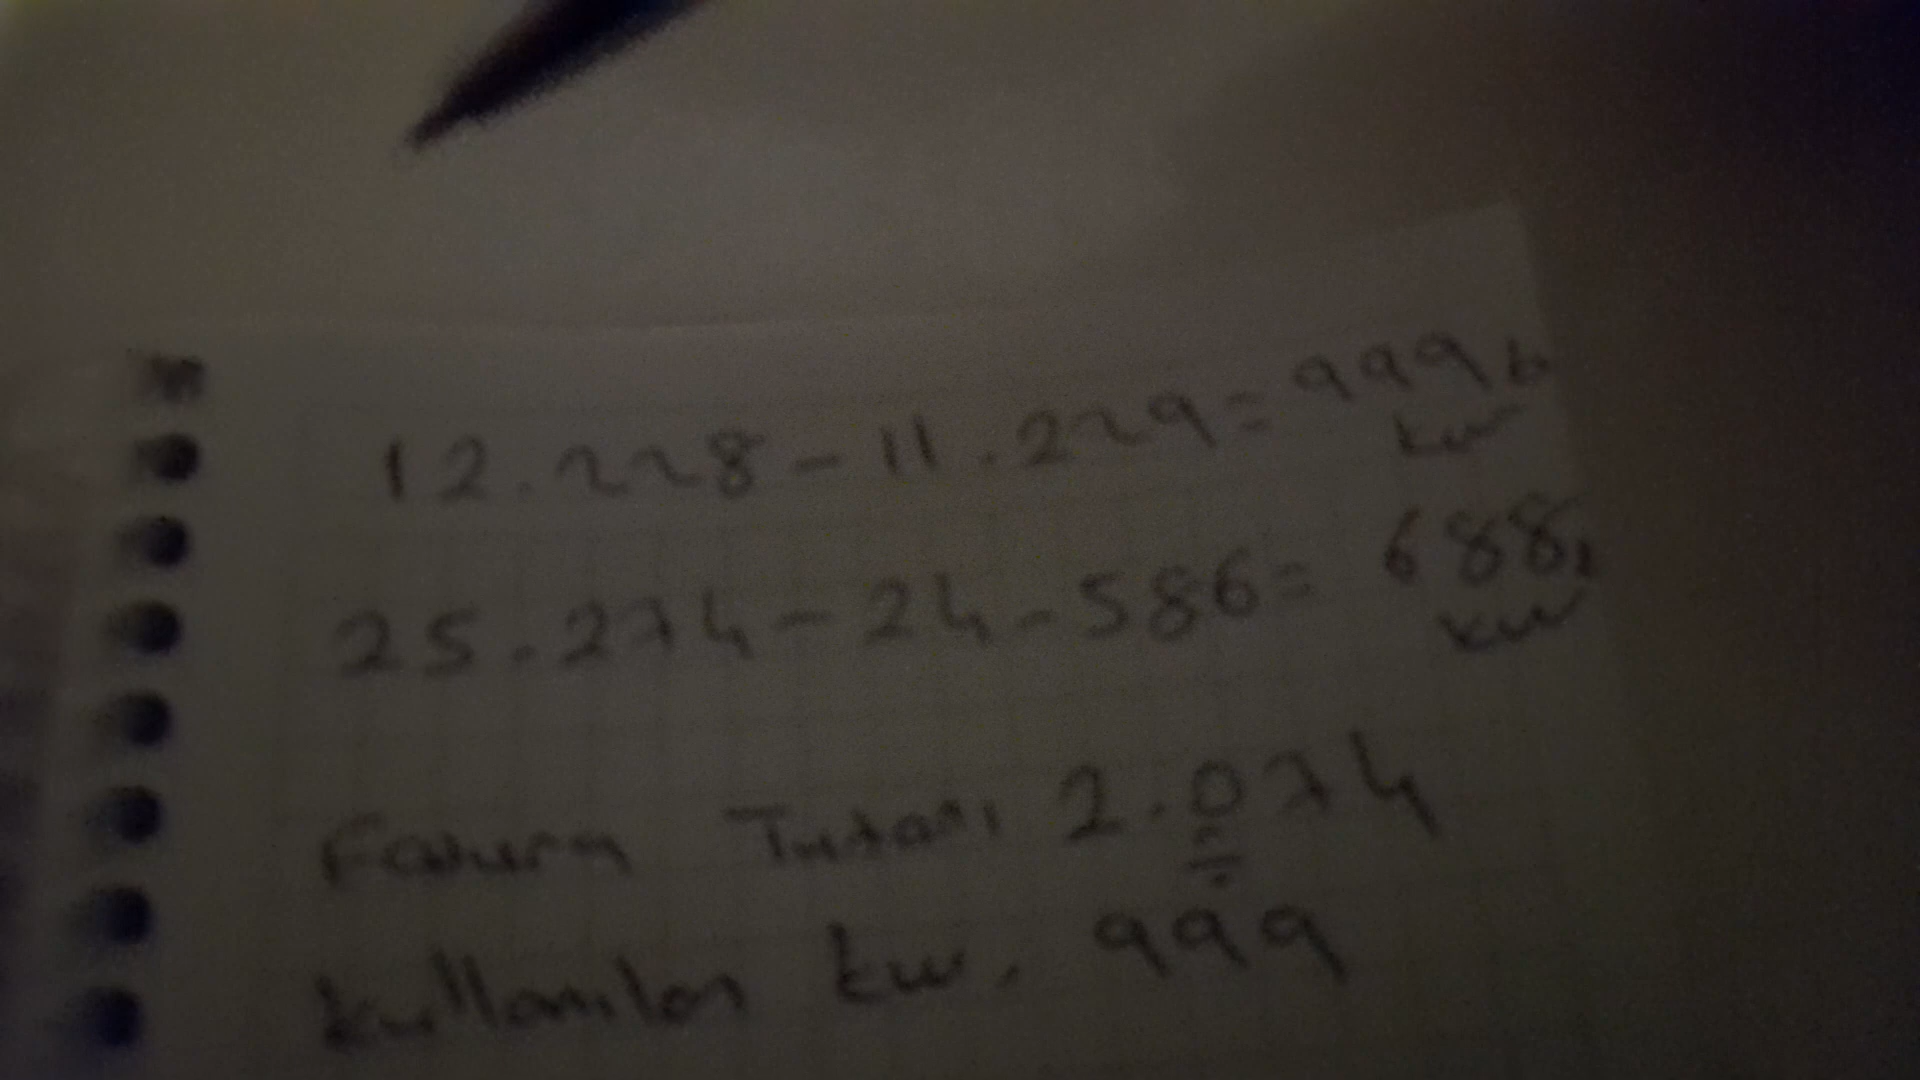 12.228-11.229=999
kw
25.274-24-586= 688
kw
Fatura Tutarı 2.074
kullanılan kw. 999